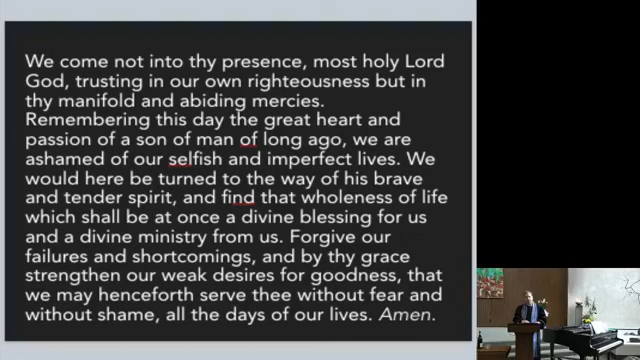 We come not into thy presence, most holy Lord
God, trusting in our own righteousness but in
thy manifold and abiding mercies.
Remembering this day the great heart and
passion of a son of man of long ago, we are
ashamed of our selfish and imperfect lives. We
would here be turned to the way of his brave
and tender spirit, and find that wholeness of life
which shall be at once a divine blessing for us
and a divine ministry from us. Forgive our
failures and shortcomings, and by thy grace
strengthen our weak desires for goodness, that
we may henceforth serve thee without fear and
without shame, all the days of our lives. Amen.